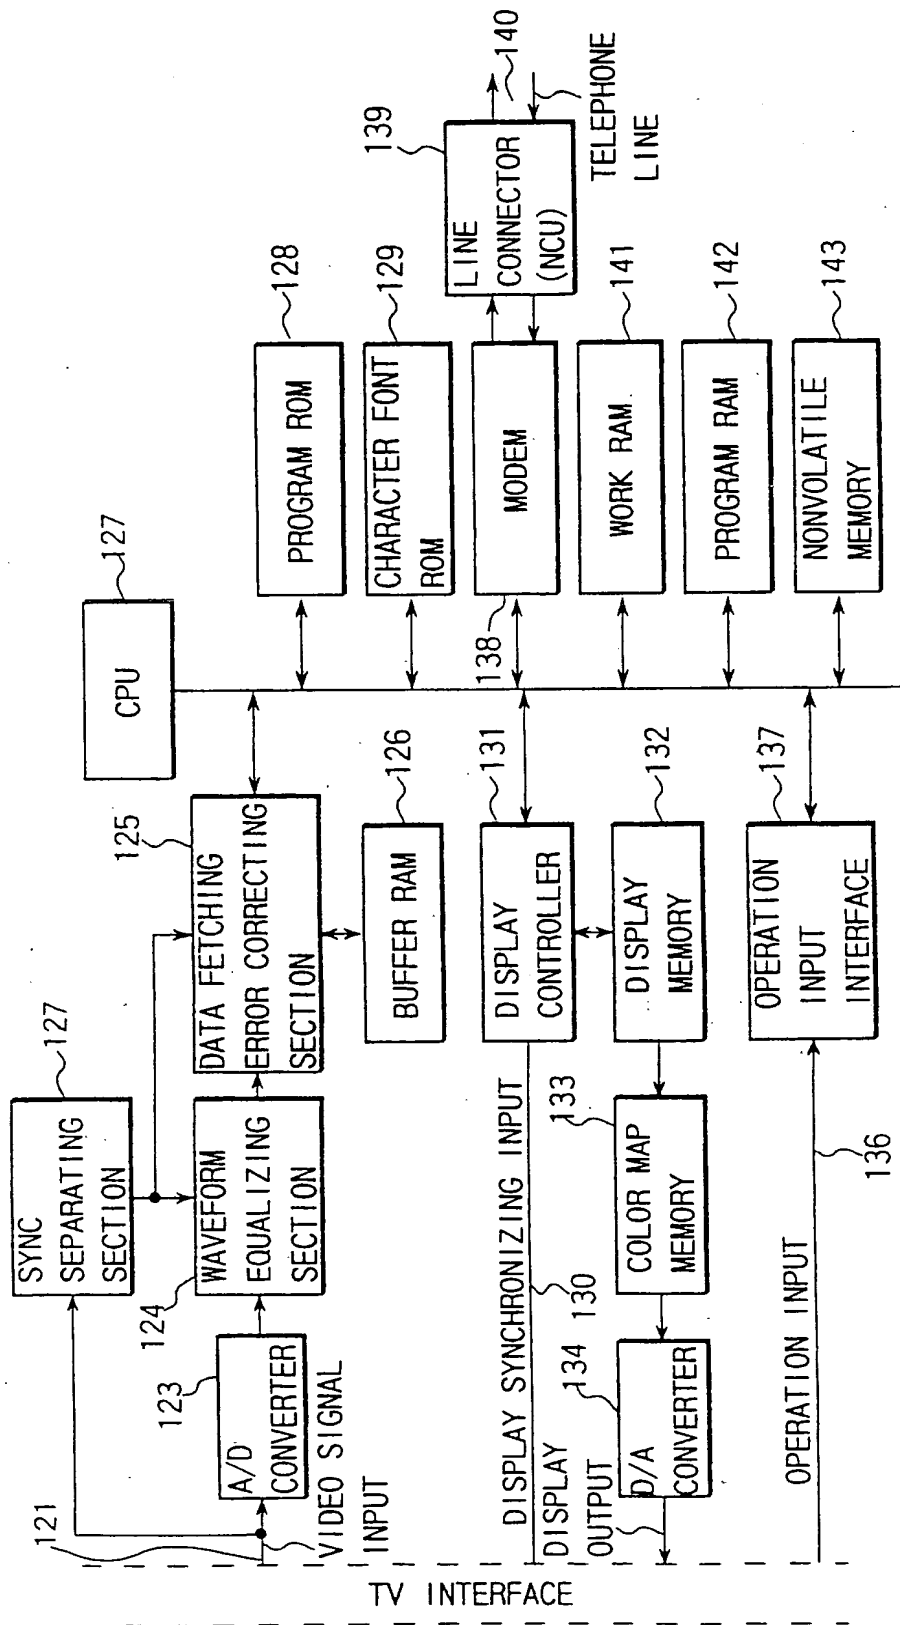 TV INTERFACE
121
VIDEO SIGNAL
INPUT
A/D
CONVERTER
123
SYNC
SEPARATING
SECTION
127
WAVEFORM
EQUALIZING
SECTION
124
DATA FETCHING
ERROR CORRECTING
SECTION
125
BUFFER RAM
126
CPU
127
PROGRAM ROM
128
CHARACTER FONT
ROM
129
MODEM
138
LINE
CONNECTOR
(NCU)
139
140
TELEPHONE
LINE
WORK RAM
141
PROGRAM RAM
142
NONVOLATILE
MEMORY
143
DISPLAY SYNCHRONIZING INPUT
130
DISPLAY
CONTROLLER
131
DISPLAY
MEMORY
132
COLOR MAP
MEMORY
133
D/A
CONVERTER
134
DISPLAY
OUTPUT
OPERATION INPUT
136
OPERATION
INPUT
INTERFACE
137